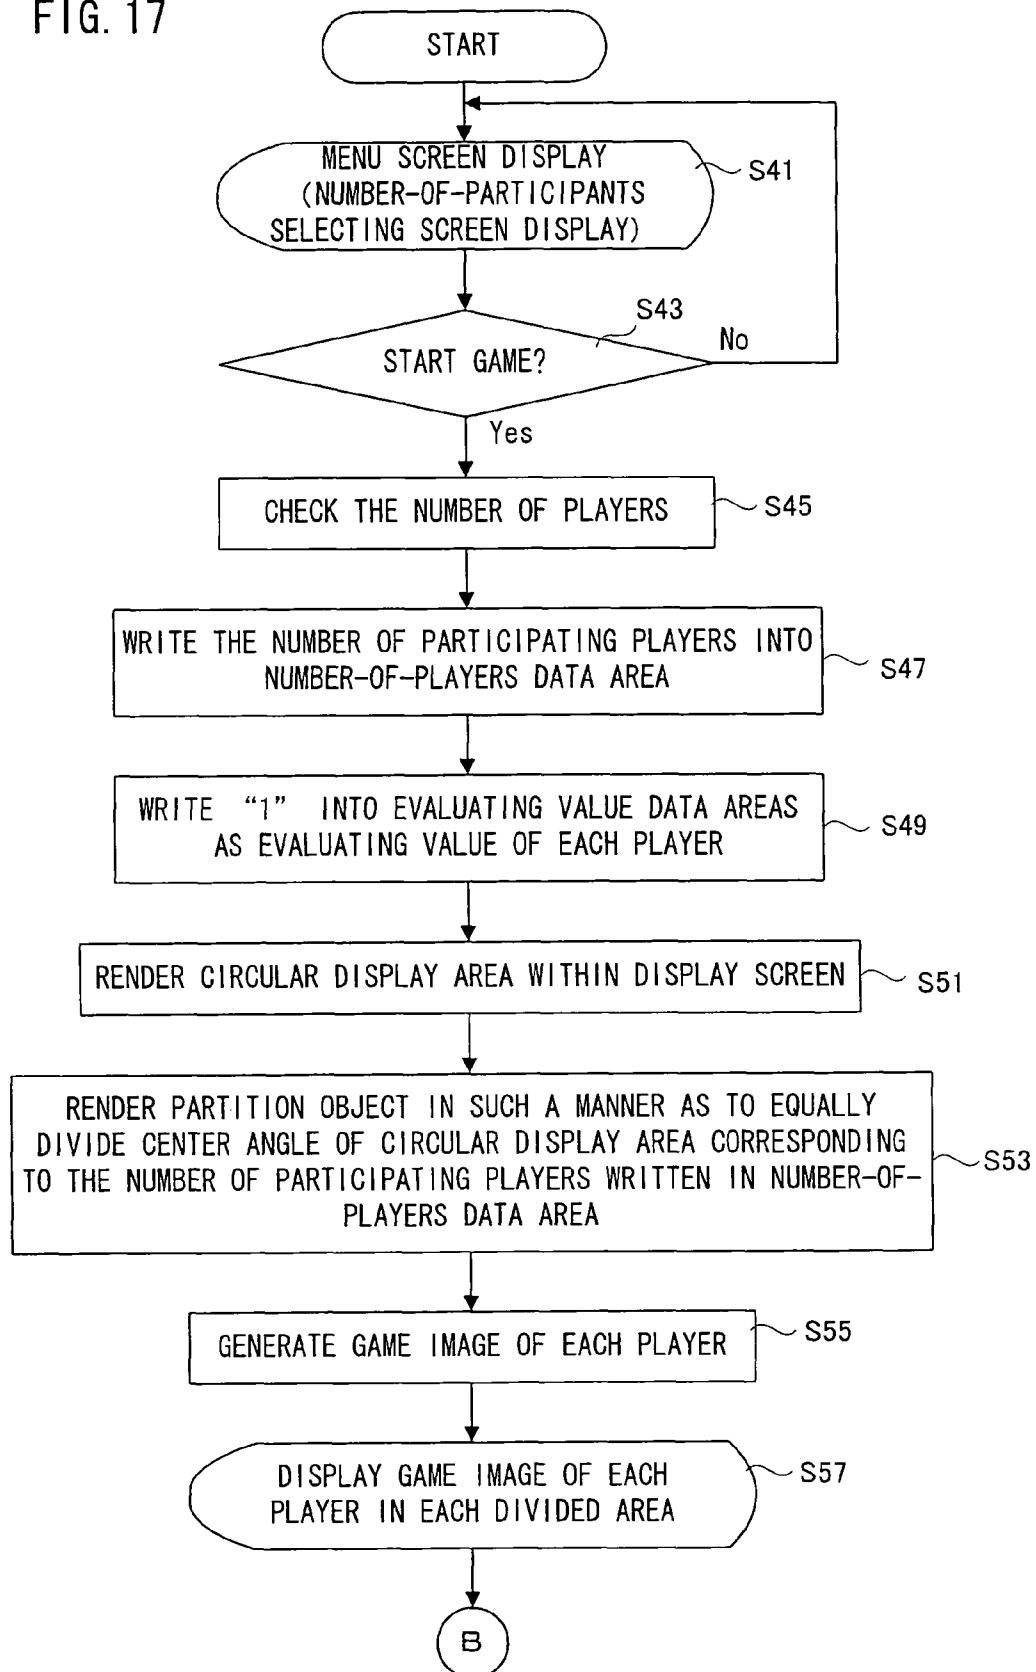 FIG. 17
START
MENU SCREEN DISPLAY
(NUMBER-OF-PARTICIPANTS
SELECTING SCREEN DISPLAY)
S41
S43
START GAME?
No
Yes
CHECK THE NUMBER OF PLAYERS
S45
WRITE THE NUMBER OF PARTICIPATING PLAYERS INTO
NUMBER-OF-PLAYERS DATA AREA
S47
WRITE “1” INTO EVALUATING VALUE DATA AREAS
AS EVALUATING VALUE OF EACH PLAYER
S49
RENDER CIRCULAR DISPLAY AREA WITHIN DISPLAY SCREEN
S51
RENDER PARTITION OBJECT IN SUCH A MANNER AS TO EQUALLY
DIVIDE CENTER ANGLE OF CIRCULAR DISPLAY AREA CORRESPONDING
TO THE NUMBER OF PARTICIPATING PLAYERS WRITTEN IN NUMBER-OF-
PLAYERS DATA AREA
S53
GENERATE GAME IMAGE OF EACH PLAYER
S55
DISPLAY GAME IMAGE OF EACH
PLAYER IN EACH DIVIDED AREA
S57
B